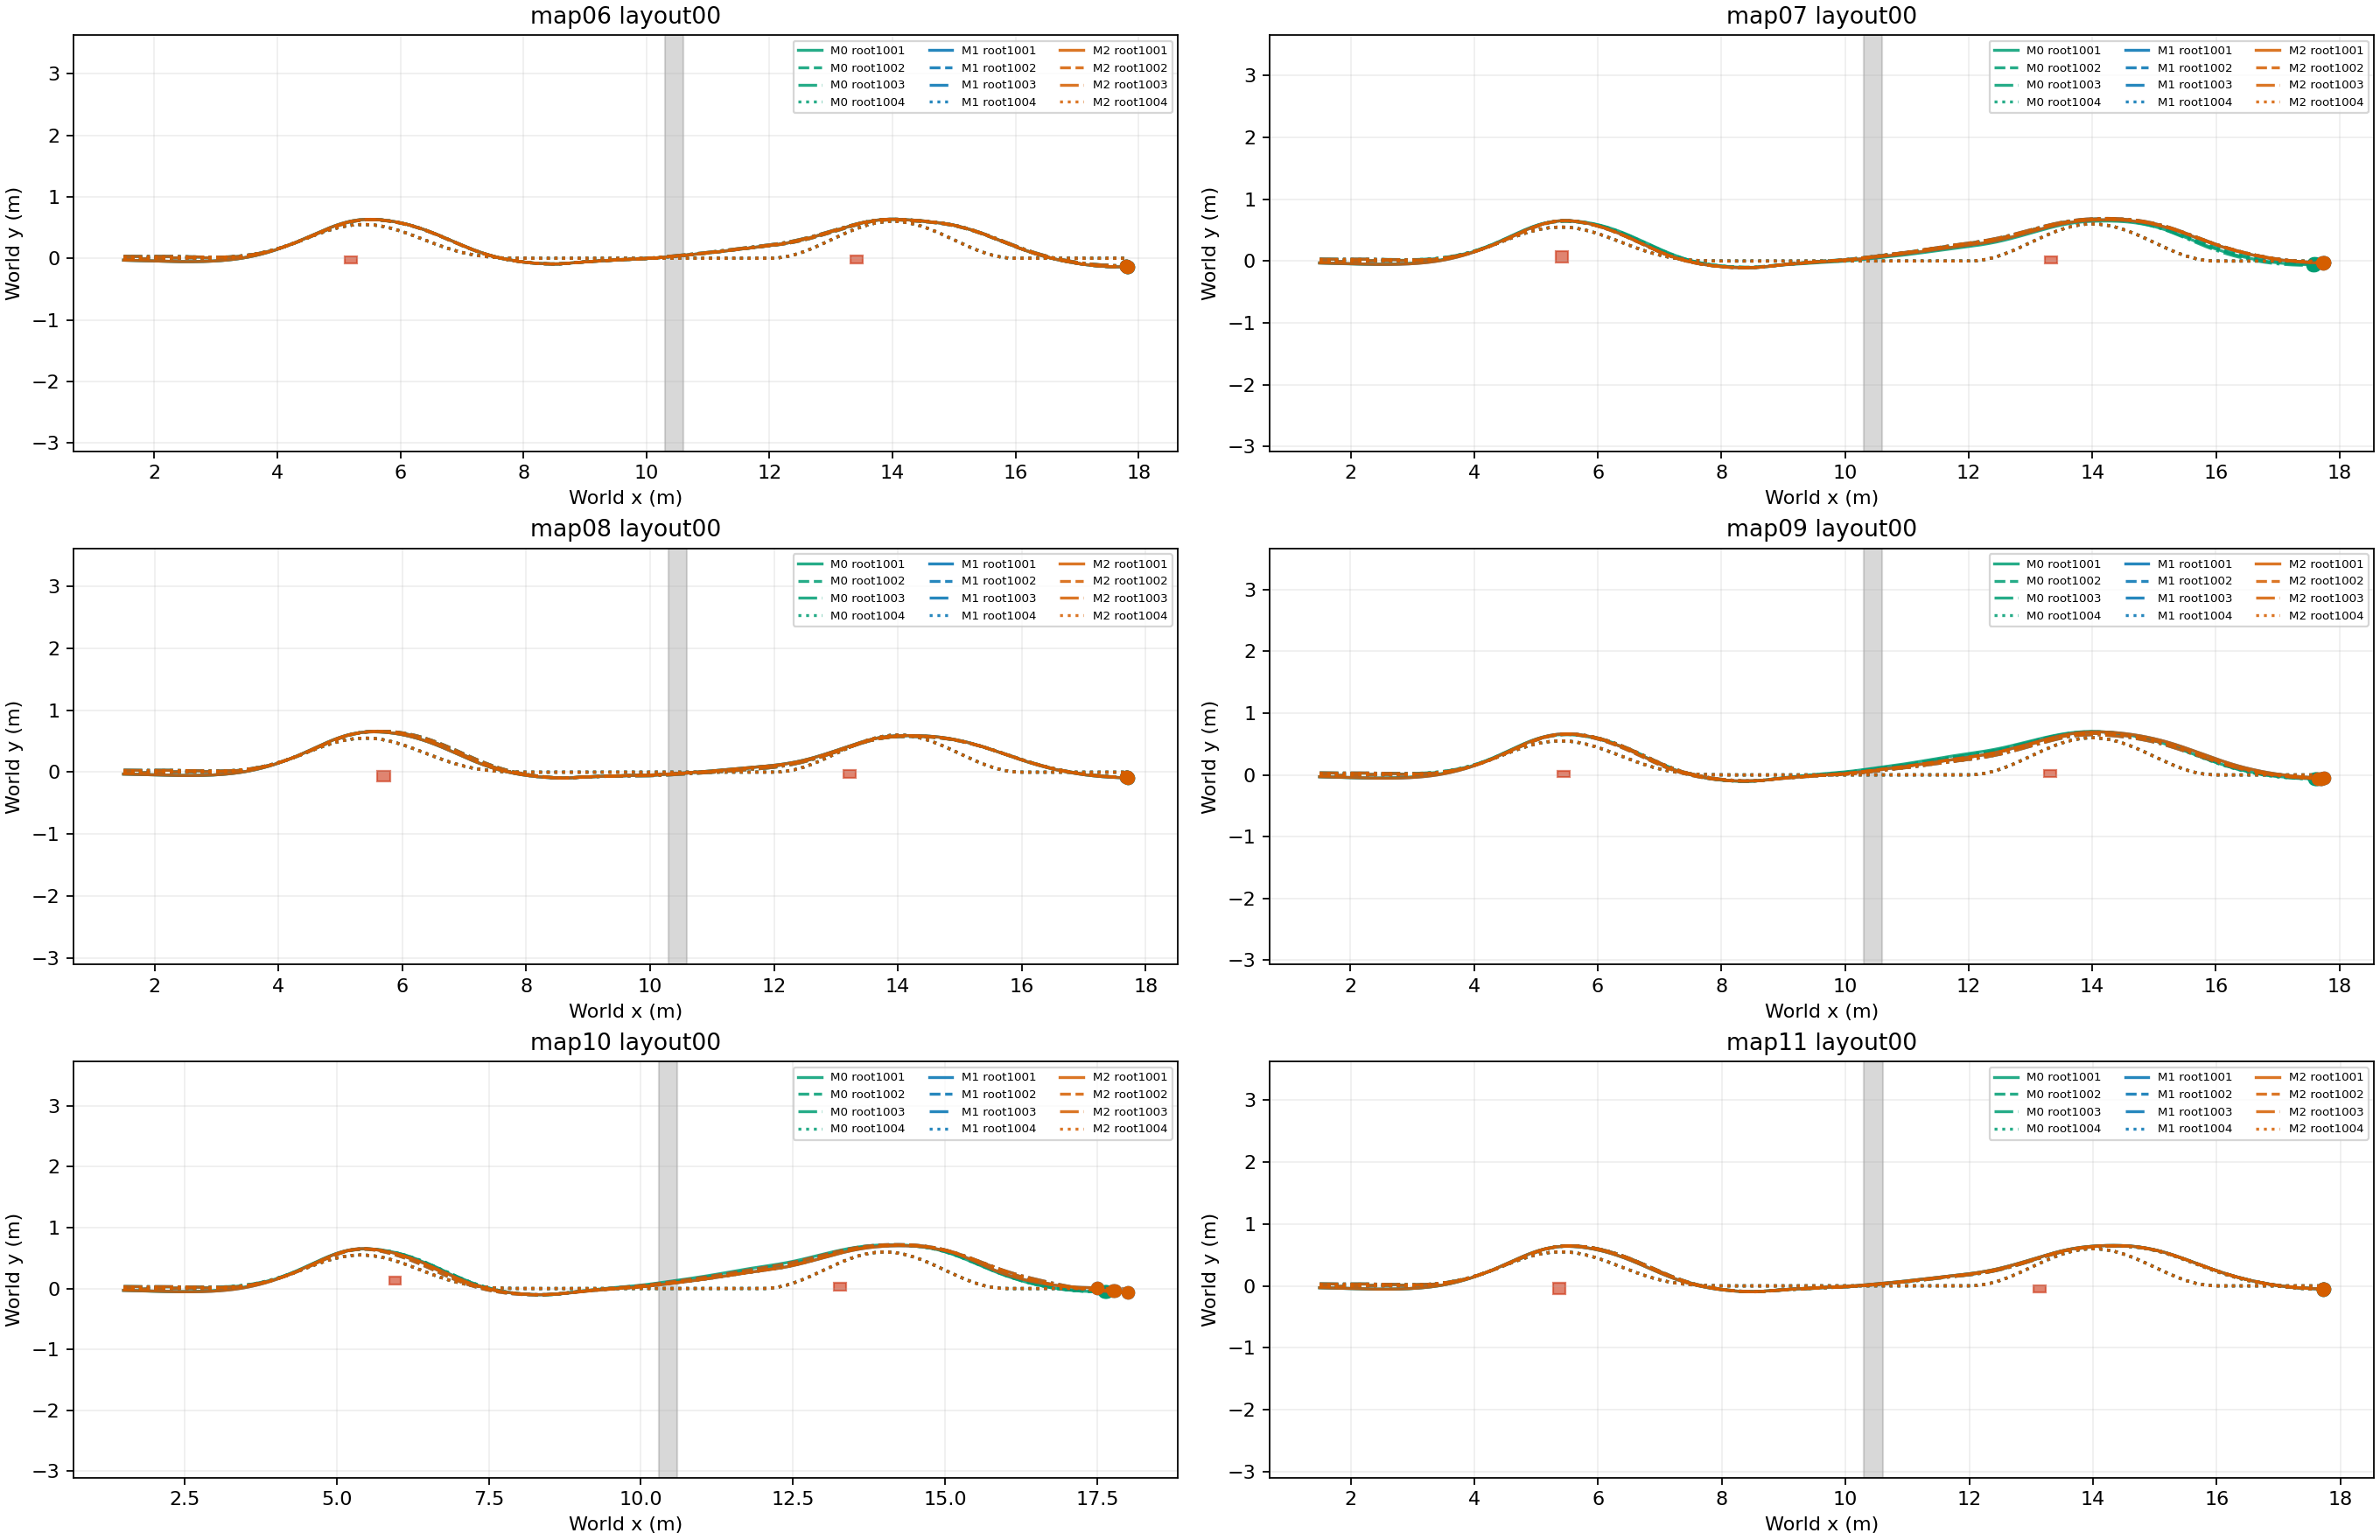 map06 layout00
M0 root1001 M1 root1001 M2 root1001
M0 root1002 M1 root1002 M2 root1002
M0 root1003 M1 root1003 M2 root1003
M0 root1004 M1 root1004 M2 root1004
World y (m)
3
2
1
0
−1
−2
−3
2 4 6 8 10 12 14 16 18
World x (m)
map07 layout00
M0 root1001 M1 root1001 M2 root1001
M0 root1002 M1 root1002 M2 root1002
M0 root1003 M1 root1003 M2 root1003
M0 root1004 M1 root1004 M2 root1004
World y (m)
3
2
1
0
−1
−2
−3
2 4 6 8 10 12 14 16 18
World x (m)
map08 layout00
M0 root1001 M1 root1001 M2 root1001
M0 root1002 M1 root1002 M2 root1002
M0 root1003 M1 root1003 M2 root1003
M0 root1004 M1 root1004 M2 root1004
World y (m)
3
2
1
0
−1
−2
−3
2 4 6 8 10 12 14 16 18
World x (m)
map09 layout00
M0 root1001 M1 root1001 M2 root1001
M0 root1002 M1 root1002 M2 root1002
M0 root1003 M1 root1003 M2 root1003
M0 root1004 M1 root1004 M2 root1004
World y (m)
3
2
1
0
−1
−2
−3
2 4 6 8 10 12 14 16 18
World x (m)
map10 layout00
M0 root1001 M1 root1001 M2 root1001
M0 root1002 M1 root1002 M2 root1002
M0 root1003 M1 root1003 M2 root1003
M0 root1004 M1 root1004 M2 root1004
World y (m)
3
2
1
0
−1
−2
−3
2.5 5.0 7.5 10.0 12.5 15.0 17.5
World x (m)
map11 layout00
M0 root1001 M1 root1001 M2 root1001
M0 root1002 M1 root1002 M2 root1002
M0 root1003 M1 root1003 M2 root1003
M0 root1004 M1 root1004 M2 root1004
World y (m)
3
2
1
0
−1
−2
−3
2 4 6 8 10 12 14 16 18
World x (m)